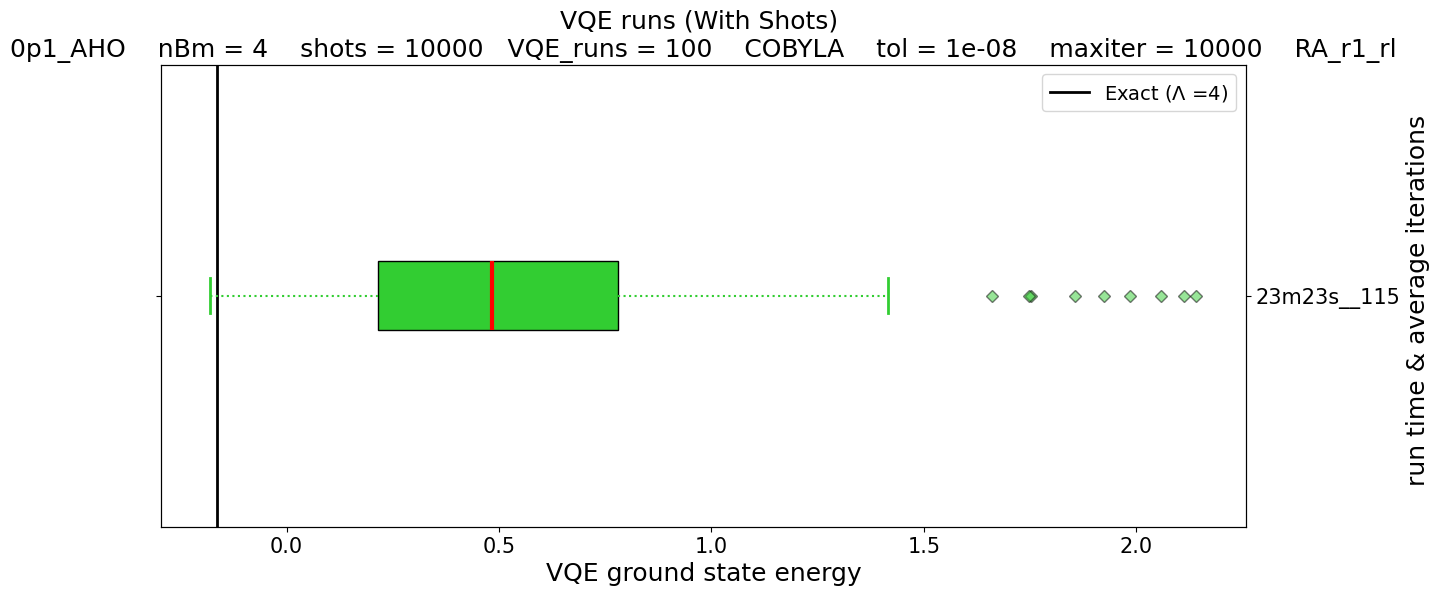 VQE runs (With Shots)
0p1_AHO nBm = 4 shots = 10000 VQE_runs = 100 COBYLA tol = 1e-08 maxiter = 10000 RA_r1_rl
Exact (Λ =4)
23m23s__115
run time & average iterations
0.0 0.5 1.0 1.5 2.0
VQE ground state energy